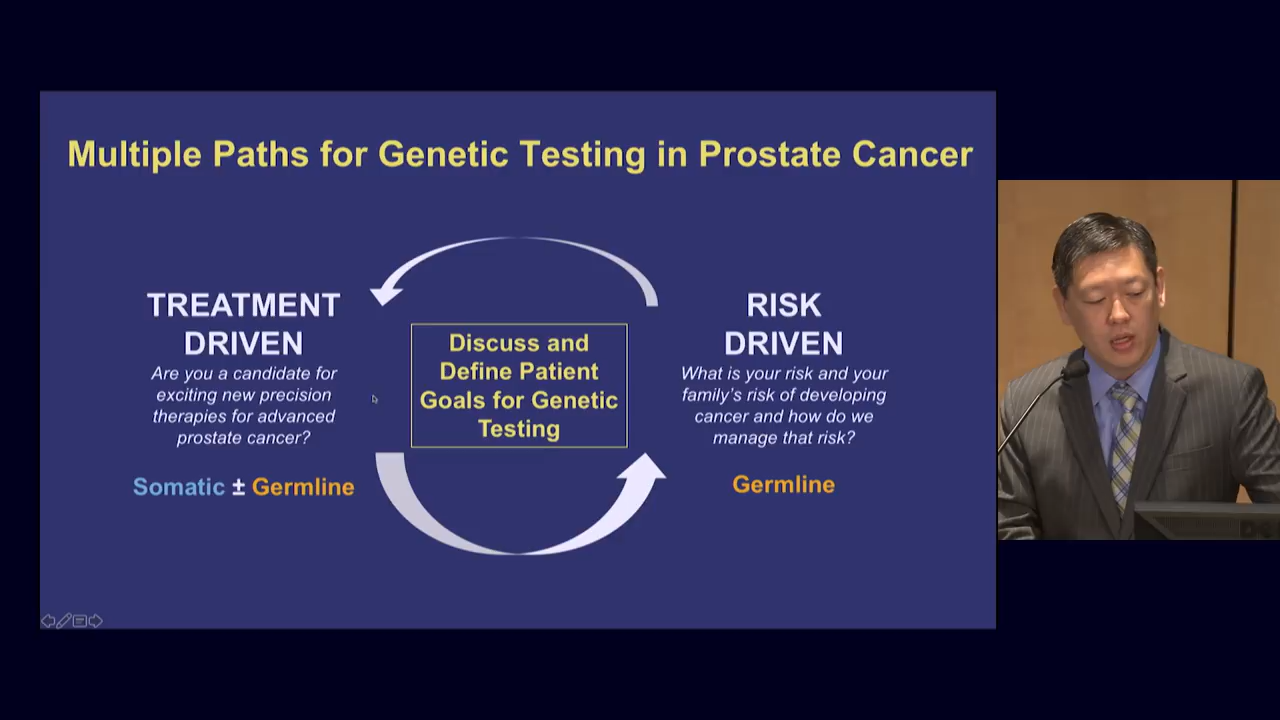 Multiple Paths for Genetic Testing in Prostate Cancer
TREATMENT
DRIVEN
Are you a candidate for
exciting new precision
therapies for advanced
prostate cancer?
Somatic ± Germline
Discuss and
Define Patient
Goals for Genetic
Testing
RISK
DRIVEN
What is your risk and your
family's risk of developing
cancer and how do we
manage that risk?
Germline